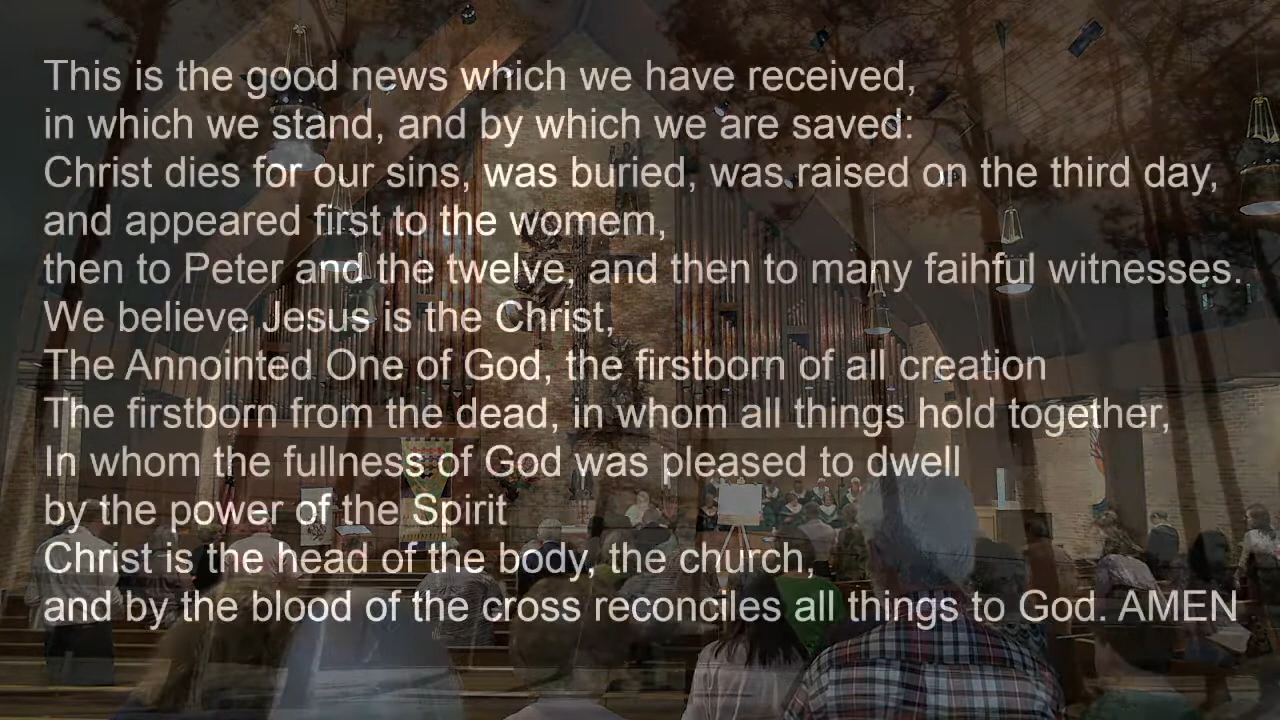 This is the good news which we have received,
in which we stand, and by which we are saved:
Christ dies for our sins, was buried, was raised on the third day,
and appeared first to the womem,
then to Peter and the twelve, and then to many faihful witnesses.
We believe Jesus is the Christ,
The Annointed One of God, the firstborn of all creation
The firstborn from the dead, in whom all things hold together,
In whom the fullness of God was pleased to dwell
by the power of the Spirit
Christ is the head of the body, the church,
and by the blood of the cross reconciles all things to God. AMEN